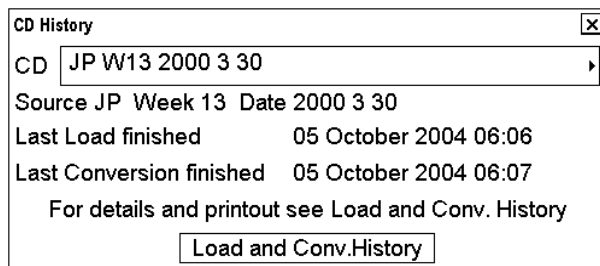 CD History
CD JP W13 2000 3 30
Source JP Week 13 Date 2000 3 30
Last Load finished 05 October 2004 06:06
Last Conversion finished 05 October 2004 06:07
For details and printout see Load and Conv. History
Load and Conv.History